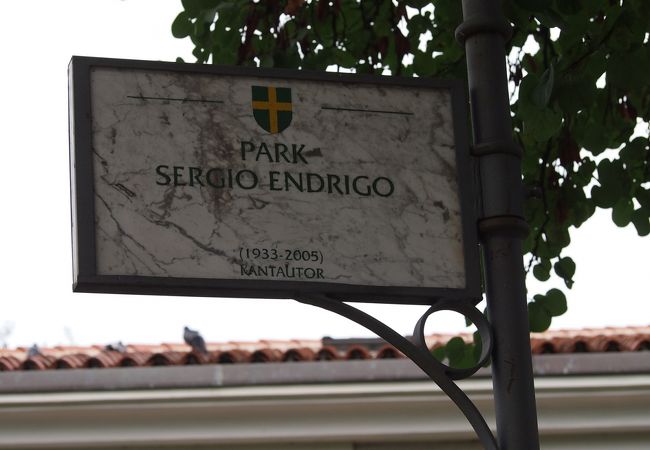 PARK
SERGIO ENDRIGO
(1933-2005)
KANTAUTOR